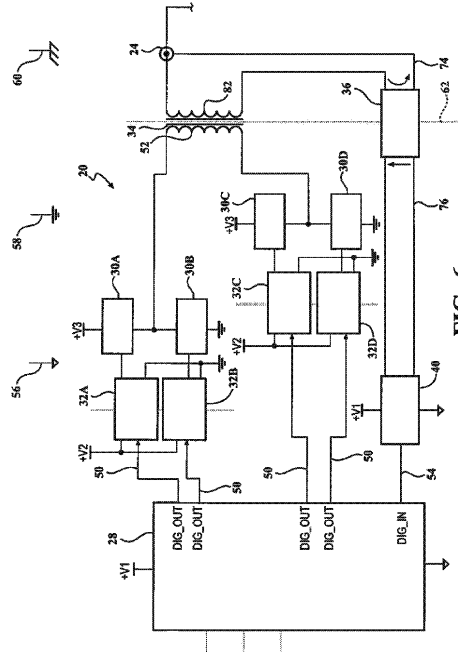 56
58
60
+V3
+V2
32A
20
+V1
28
50
30A
24
DIG_OUT
32B
30B
52
DIG_OUT
34
50
82
+V3
+V2
32C
30C
50
DIG_OUT
DIG_OUT
50
32D
30D
+V1
36
DIG_IN
54
40
76
74
62